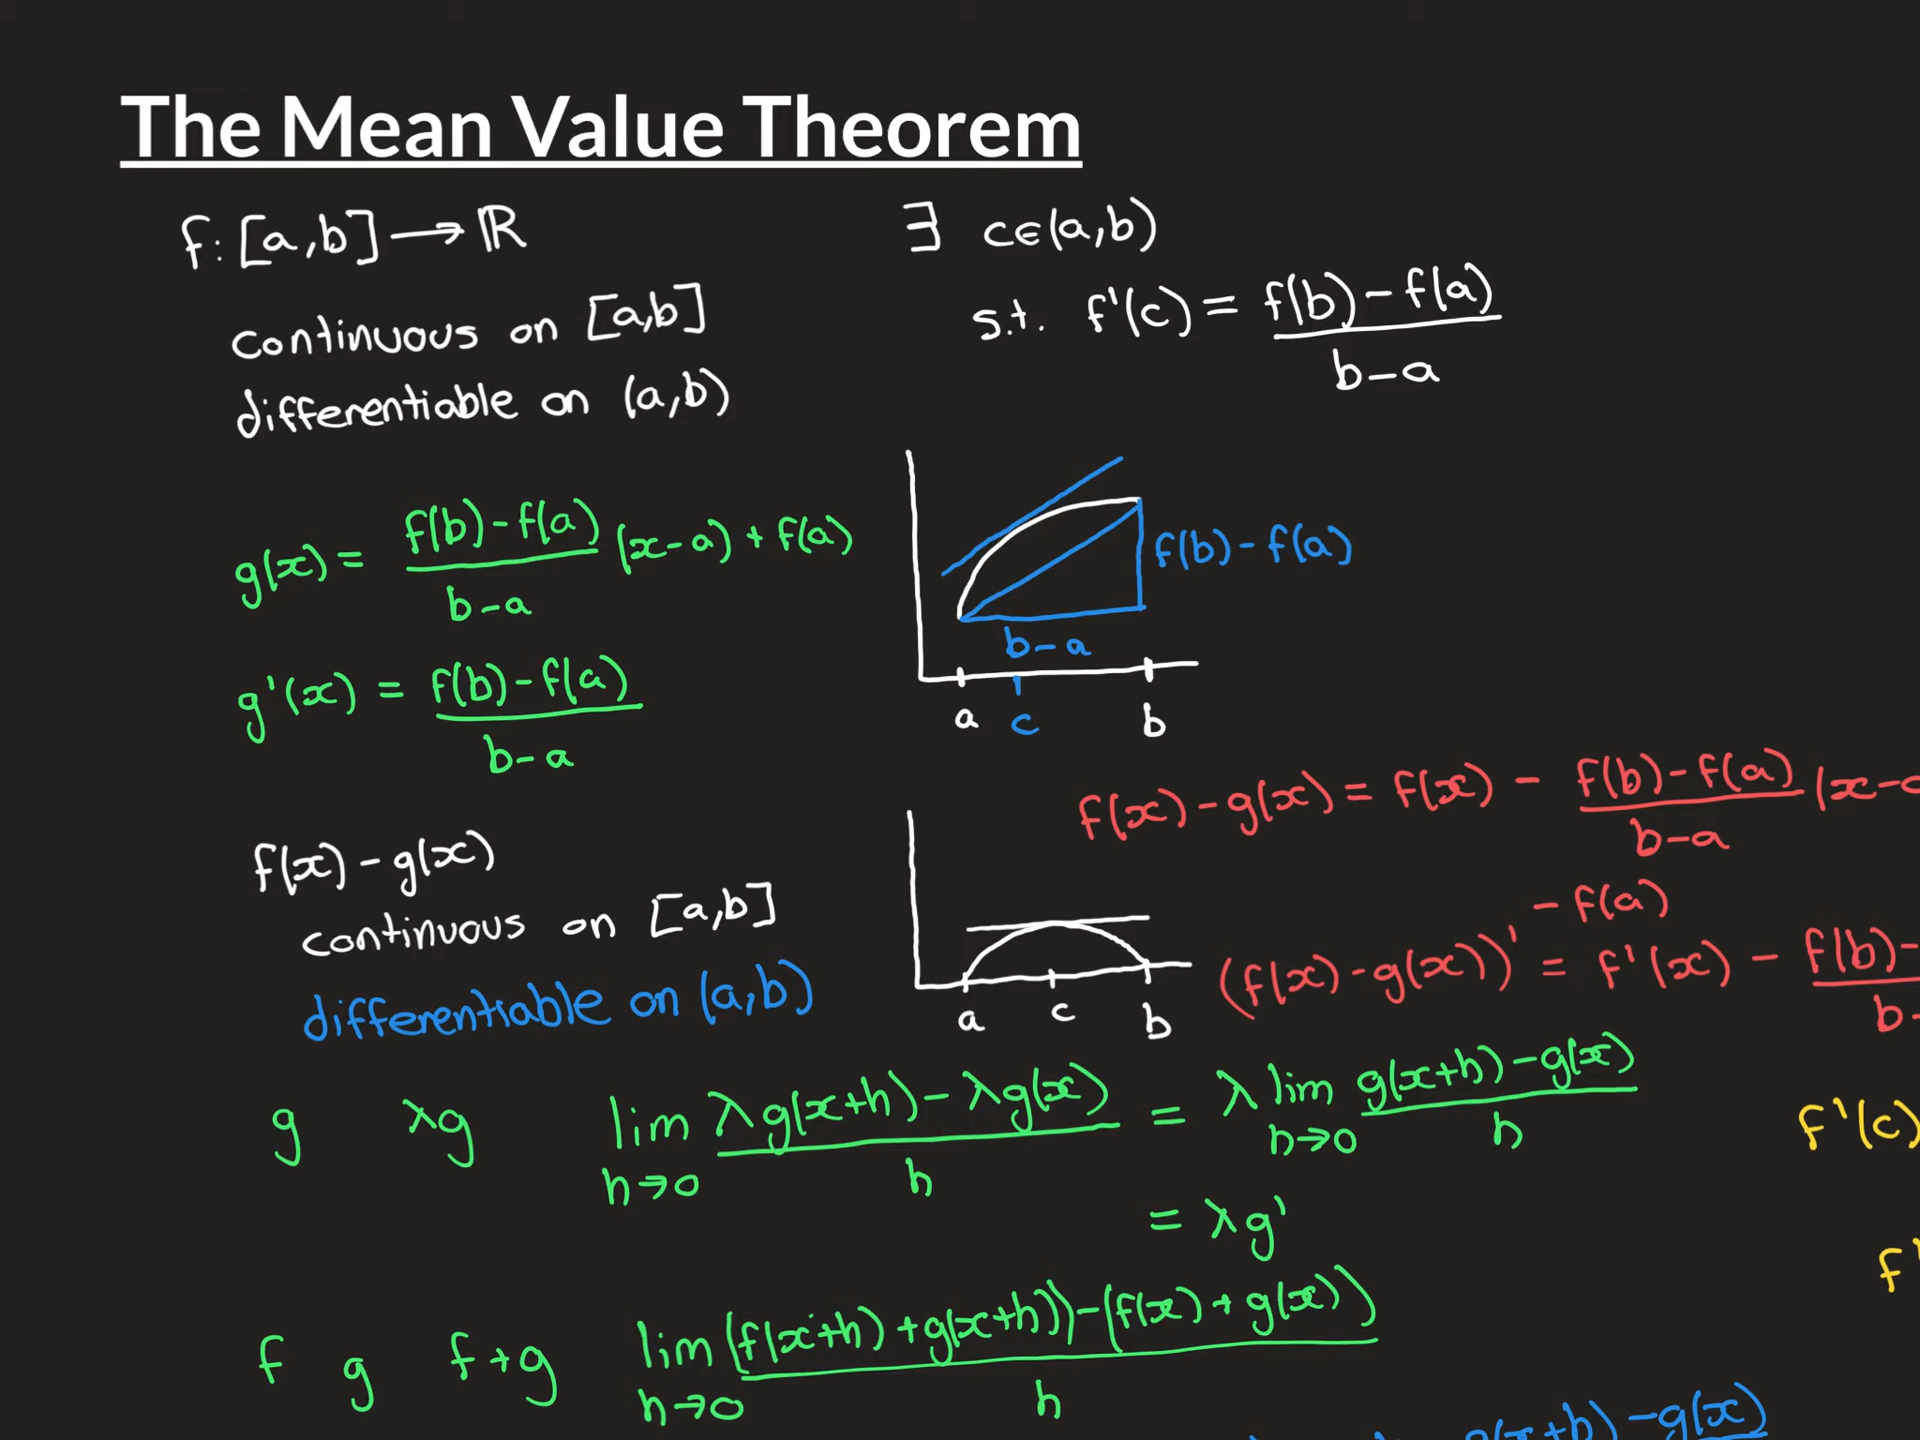 The Mean Value Theorem
f: [a,b] → ℝ
continuous on [a,b]
differentiable on (a,b)
∃ c∈(a,b)
s.t. f'(c) = f(b) - f(a)
b - a
g(x) = f(b) - f(a) (x - a) + f(a)
b - a
g'(x) = f(b) - f(a)
b - a
f(b) - f(a)
b - a
a c b
f(x) - g(x)
continuous on [a,b]
differentiable on (a,b)
a c b
f(x) - g(x) = f(x) - f(b) - f(a) (x -
b - a
- f(a)
(f(x) - g(x))' = f'(x) - f(b) -
b -
g λg lim λg(x+h) - λg(x) = λ lim g(x+h) - g(x)
h→0 h h→0 h
= λg'
f'(c)
f'
f g f+g lim (f(x+h) + g(x+h)) - (f(x) + g(x))
h→0 h
g(x+h) - g(x)